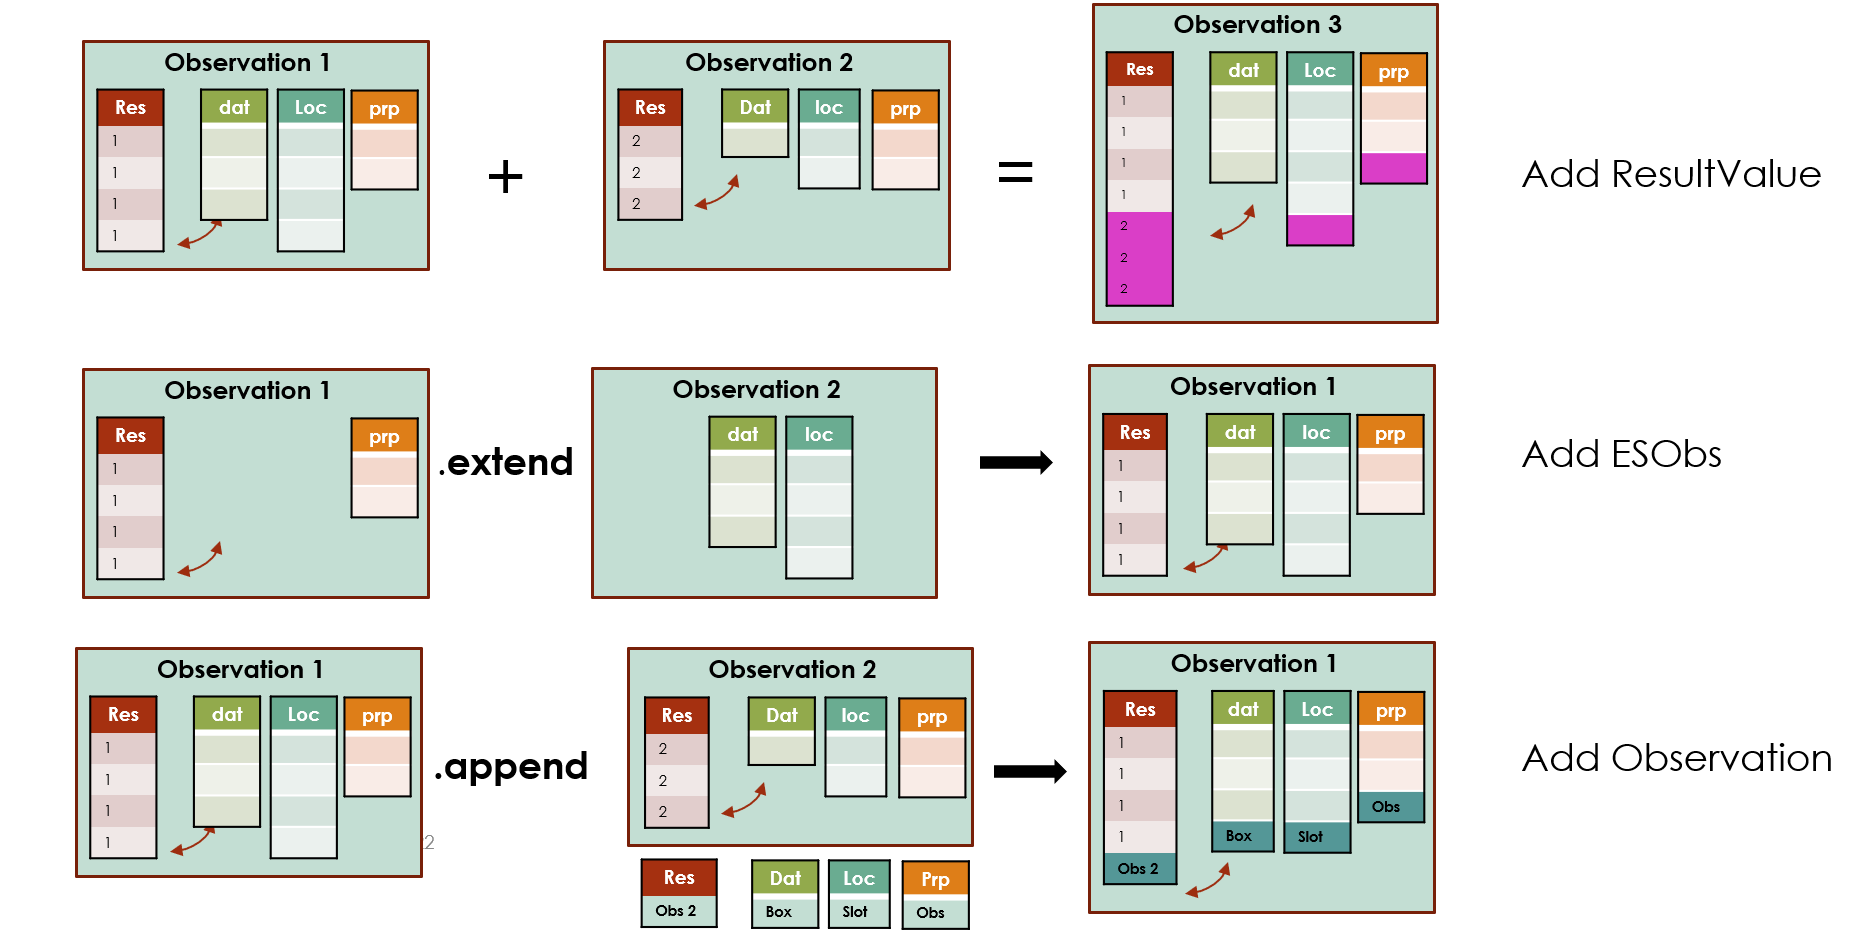 Observation 1
Res
dat
Loc
prp
1
1
1
1
+
Observation 2
Res
Dat
loc
prp
2
2
2
=
Observation 3
Res
dat
Loc
prp
1
1
1
1
2
2
2
Add ResultValue
Observation 1
Res
prp
1
1
1
1
.extend
Observation 2
dat
loc
Observation 1
Res
dat
loc
prp
1
1
1
1
Add ESObs
Observation 1
Res
dat
Loc
prp
1
1
1
1
2
.append
Observation 2
Res
Dat
loc
prp
2
2
2
Res
Dat
Loc
Prp
Obs 2
Box
Slot
Obs
Observation 1
Res
dat
Loc
prp
1
1
1
1
Obs 2
Box
Slot
Obs
Add Observation